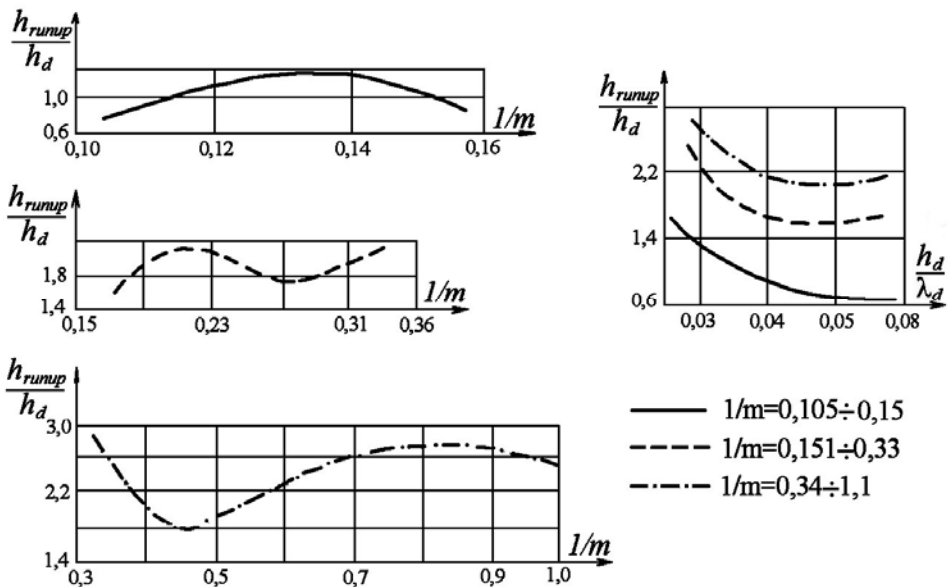 h_runup
h_d
1,0
0,6
0,10 0,12 0,14 0,16
1/m
h_runup
h_d
1,8
1,4
0,15 0,23 0,31 0,36
1/m
h_runup
h_d
3,0
2,2
1,4
0,3 0,5 0,7 0,9 1,0
1/m
h_runup
h_d
2,2
1,4
0,6
0,03 0,04 0,05 0,08
h_d
λ_d
1/m=0,105÷0,15
1/m=0,151÷0,33
1/m=0,34÷1,1